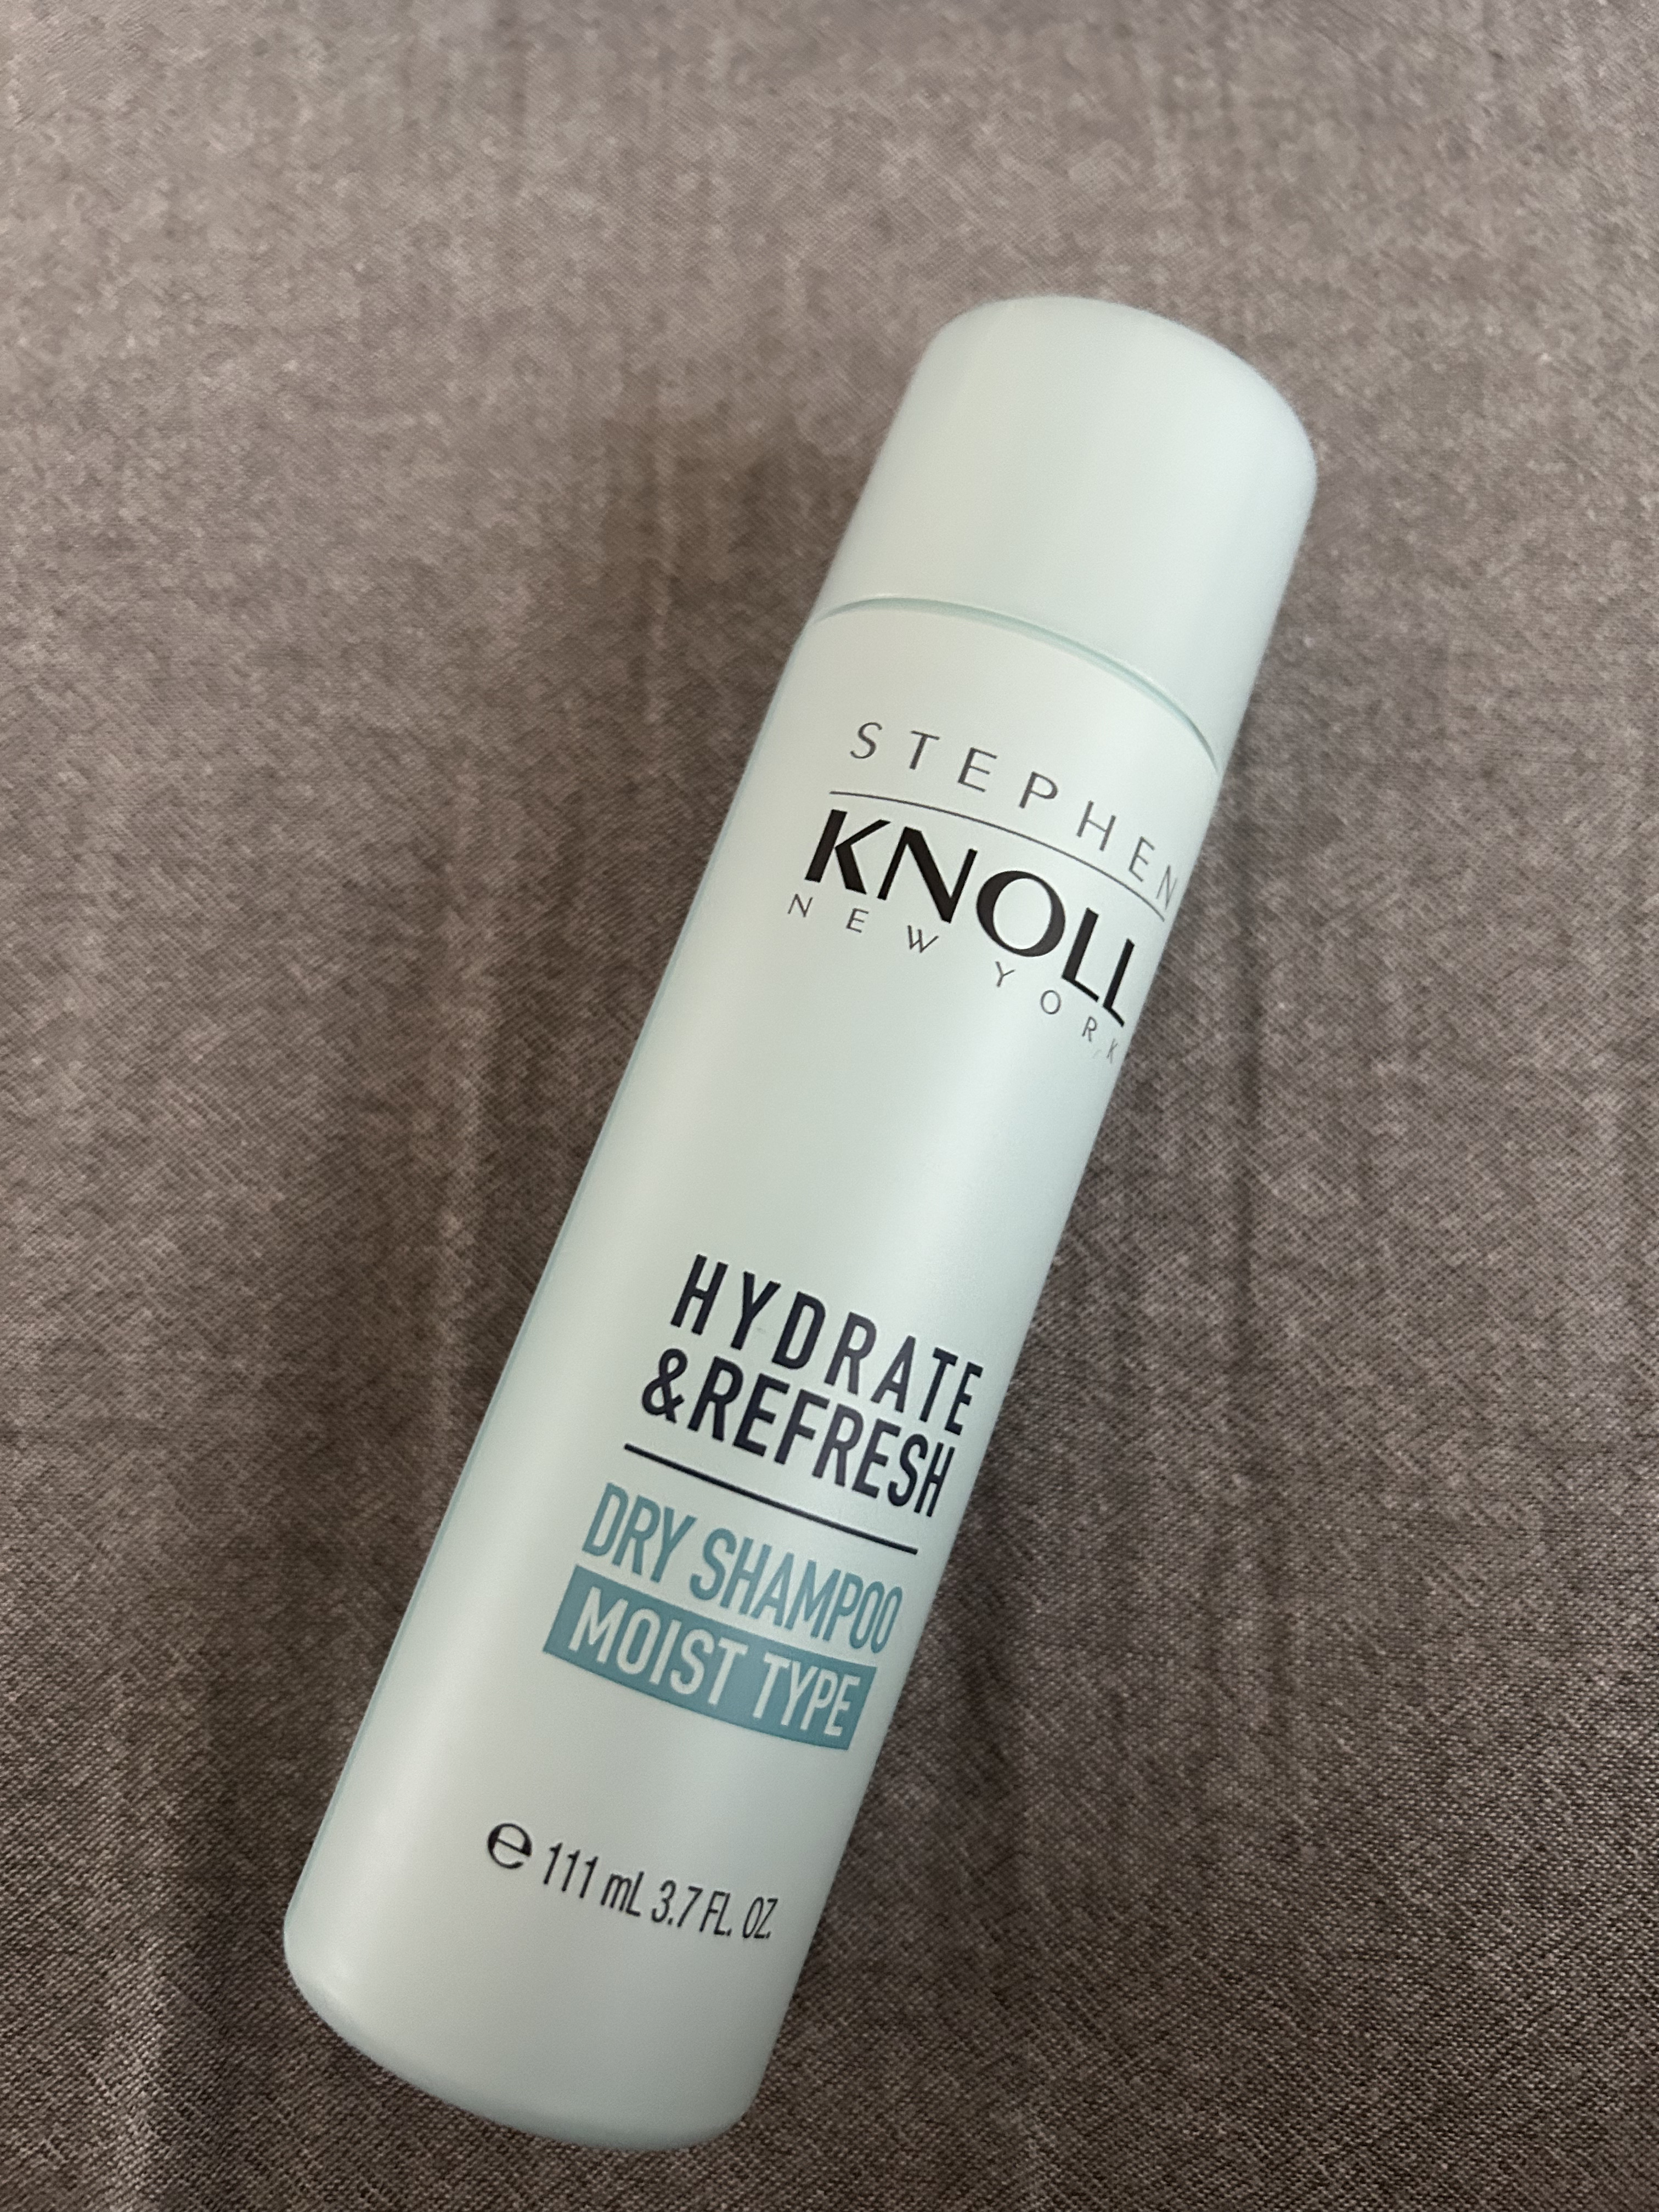 STEPHEN
KNOLL
NEW YORK
HYDRATE
&REFRESH
DRY SHAMPOO
MOIST TYPE
℮ 111 mL 3.7 FL. OZ.